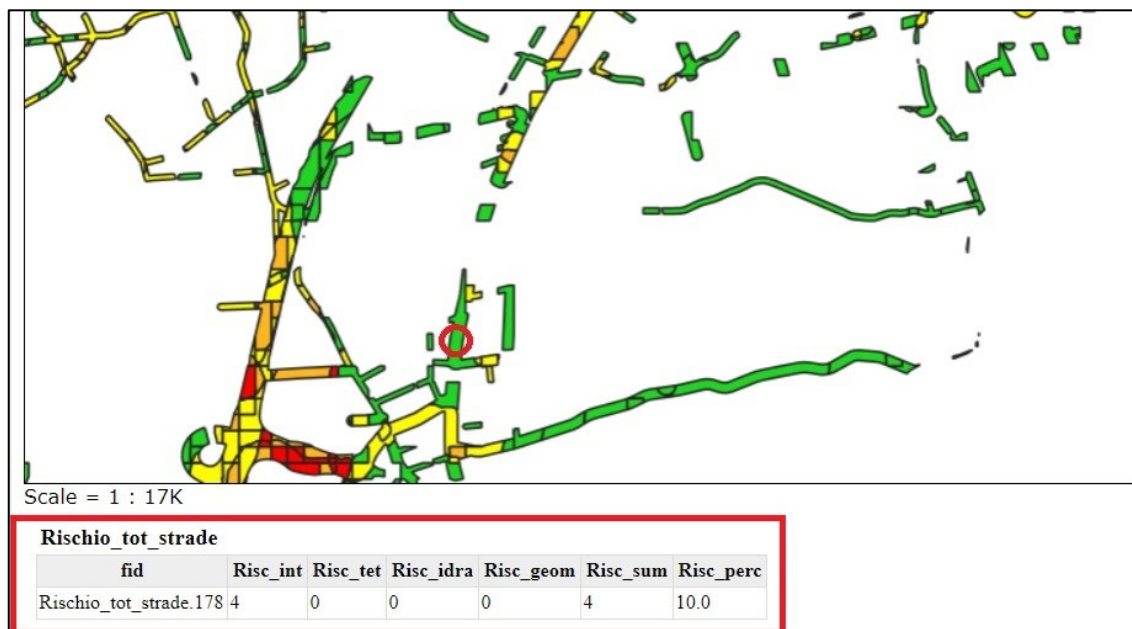 Scale = 1 : 17K
Rischio_tot_strade
fid Risc_int Risc_tet Risc_idra Risc_geom Risc_sum Risc_perc
Rischio_tot_strade.178 4 0 0 0 4 10.0